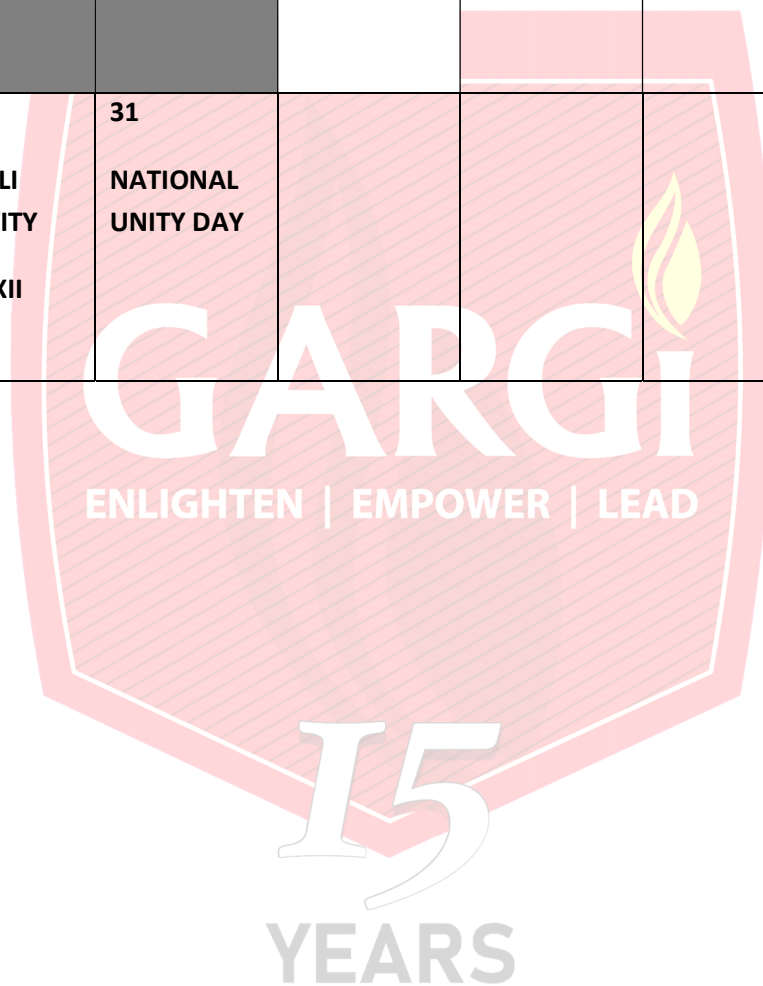 31
LI
NATIONAL
ITY
UNITY DAY
XII
GARGi
ENLIGHTEN | EMPOWER | LEAD
15
YEARS